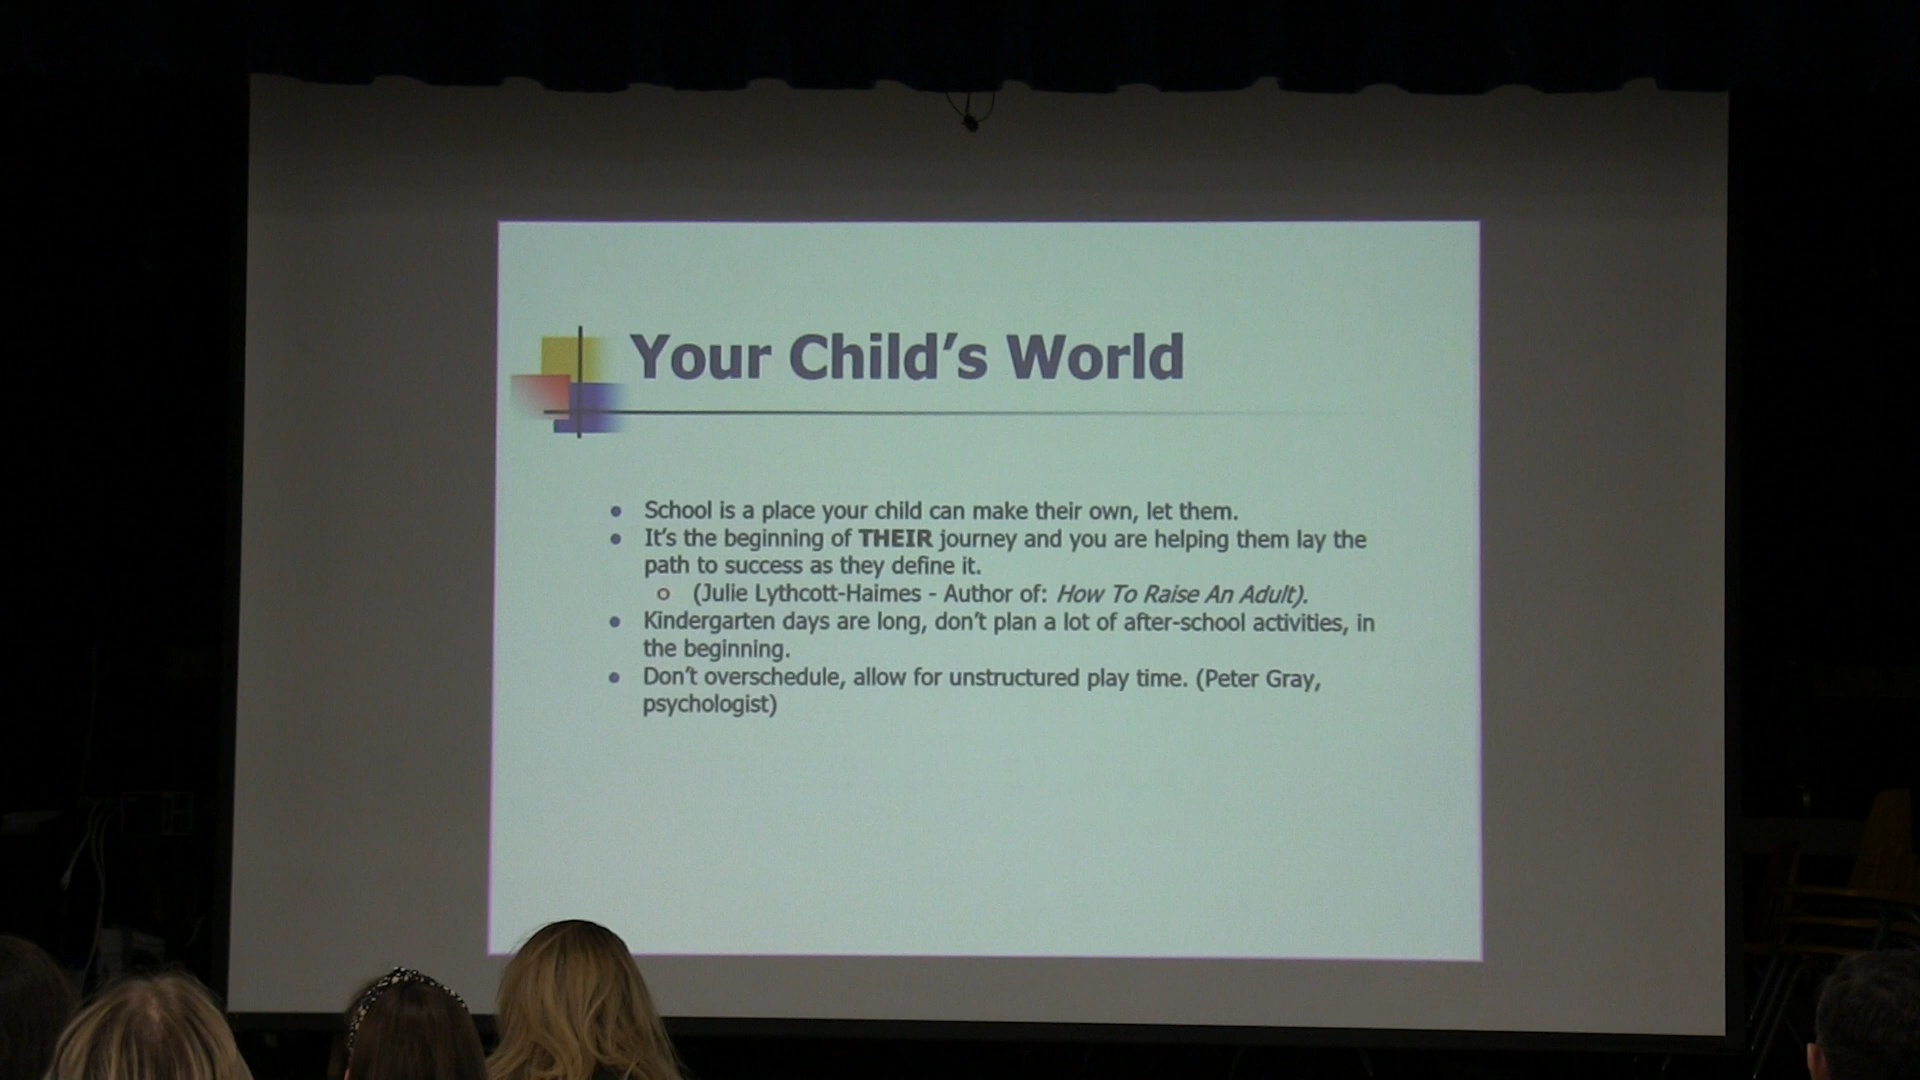 Your Child's World
• School is a place your child can make their own, let them.
• It's the beginning of THEIR journey and you are helping them lay the
path to success as they define it.
o (Julie Lythcott-Haimes - Author of: How To Raise An Adult).
• Kindergarten days are long, don't plan a lot of after-school activities, in
the beginning.
• Don't overschedule, allow for unstructured play time. (Peter Gray,
psychologist)